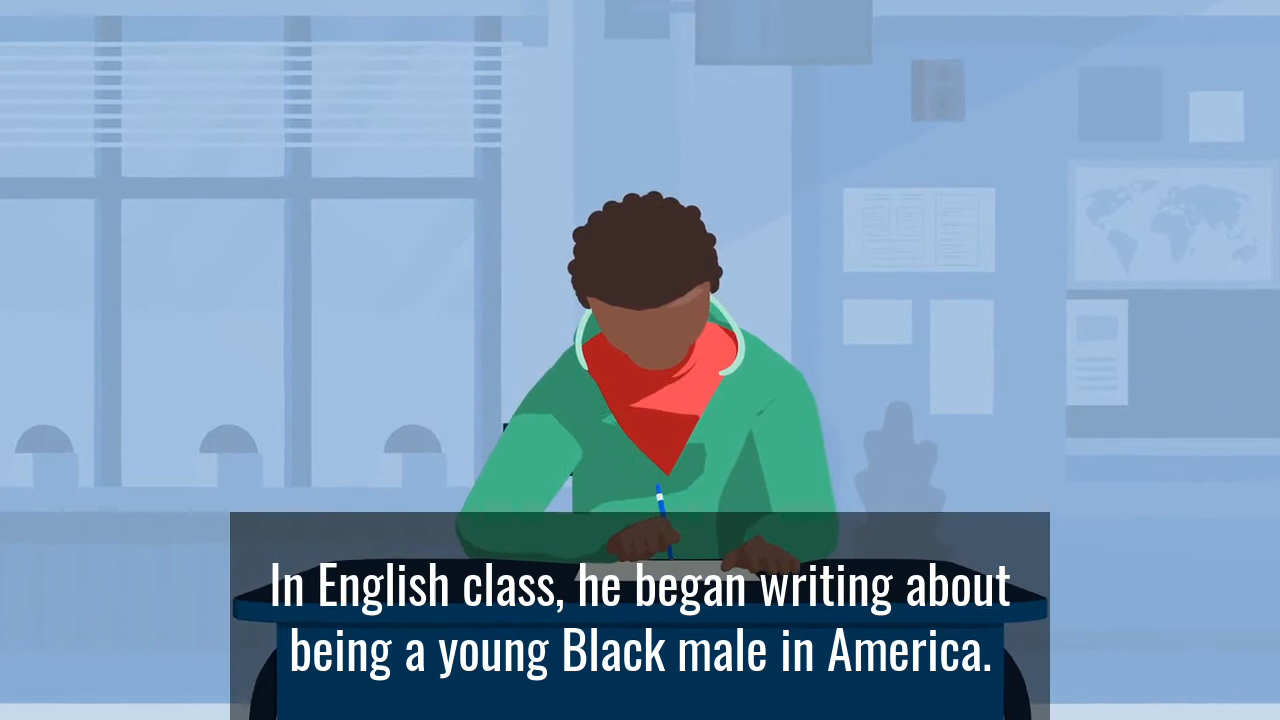 In English class, he began writing about
being a young Black male in America.